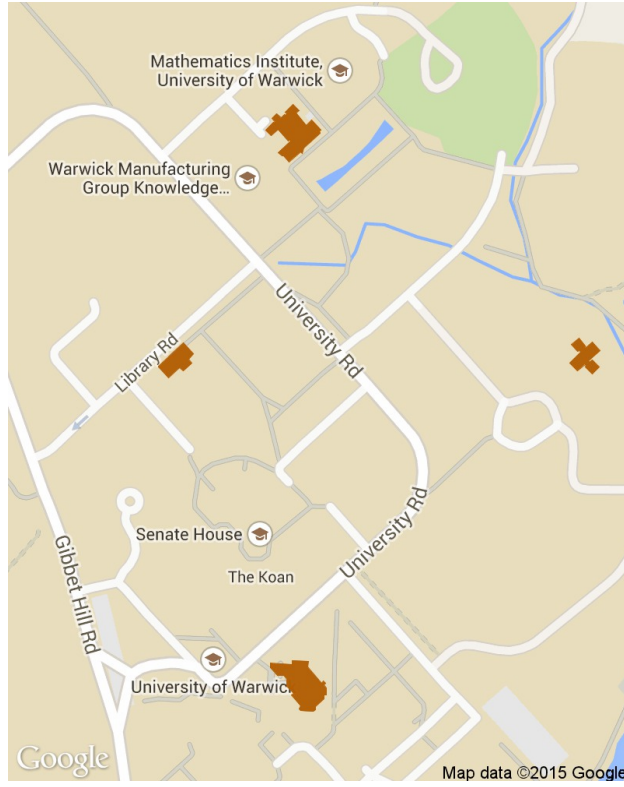 Mathematics Institute,
University of Warwick
Warwick Manufacturing
Group Knowledge...
University Rd
Library Rd
University Rd
Senate House
Gibbet Hill Rd
The Koan
University of Warwic
Google
Map data ©2015 Google